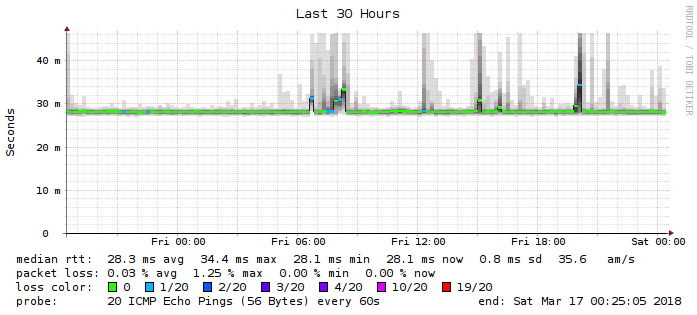 Last 30 Hours
RRDTOOL / TOBI OETIKER
Seconds
40 m
30 m
20 m
10 m
0
Fri 00:00 Fri 06:00 Fri 12:00 Fri 18:00 Sat 00:00
median rtt: 28.3 ms avg 34.4 ms max 28.1 ms min 28.1 ms now 0.8 ms sd 35.6 am/s
packet loss: 0.03 % avg 1.25 % max 0.00 % min 0.00 % now
loss color: 0 1/20 2/20 3/20 4/20 10/20 19/20
probe: 20 ICMP Echo Pings (56 Bytes) every 60s end: Sat Mar 17 00:25:05 2018